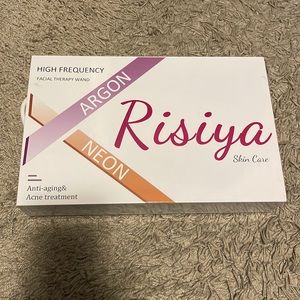 HIGH FREQUENCY
FACIAL THERAPY WAND
ARGON
NEON
Risiya
Skin Care
Anti-aging&
Acne treatment